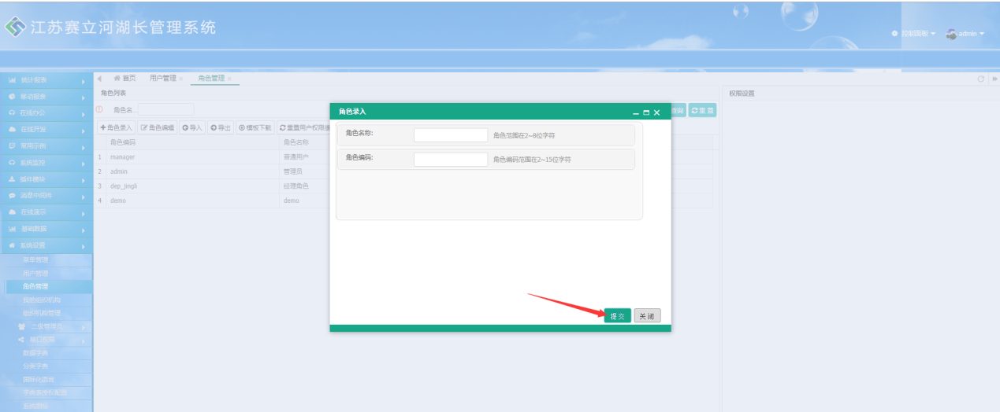 江苏赛立河湖长管理系统
控制面板
admin
统计报表
移动报表
在线办公
在线开发
常用示例
系统监控
插件模块
消息中间件
在线演示
基础数据
系统设置
菜单管理
用户管理
角色管理
我的组织机构
组织机构管理
二级管理员
接口权限
数据字典
分类字典
国际化语言
系统图标
首页 用户管理 × 角色管理 ×
角色列表
角色名...
查询 重置
+角色录入 角色编辑 导入 导出 模板下载 重置用户权限缓
角色编码 角色名称
1 manager 普通用户
2 admin 管理员
3 dep_jingli 经理角色
4 demo demo
权限设置
角色录入
角色名称: 角色范围在2~8位字符
角色编码: 角色编码范围在2~15位字符
提交 关闭